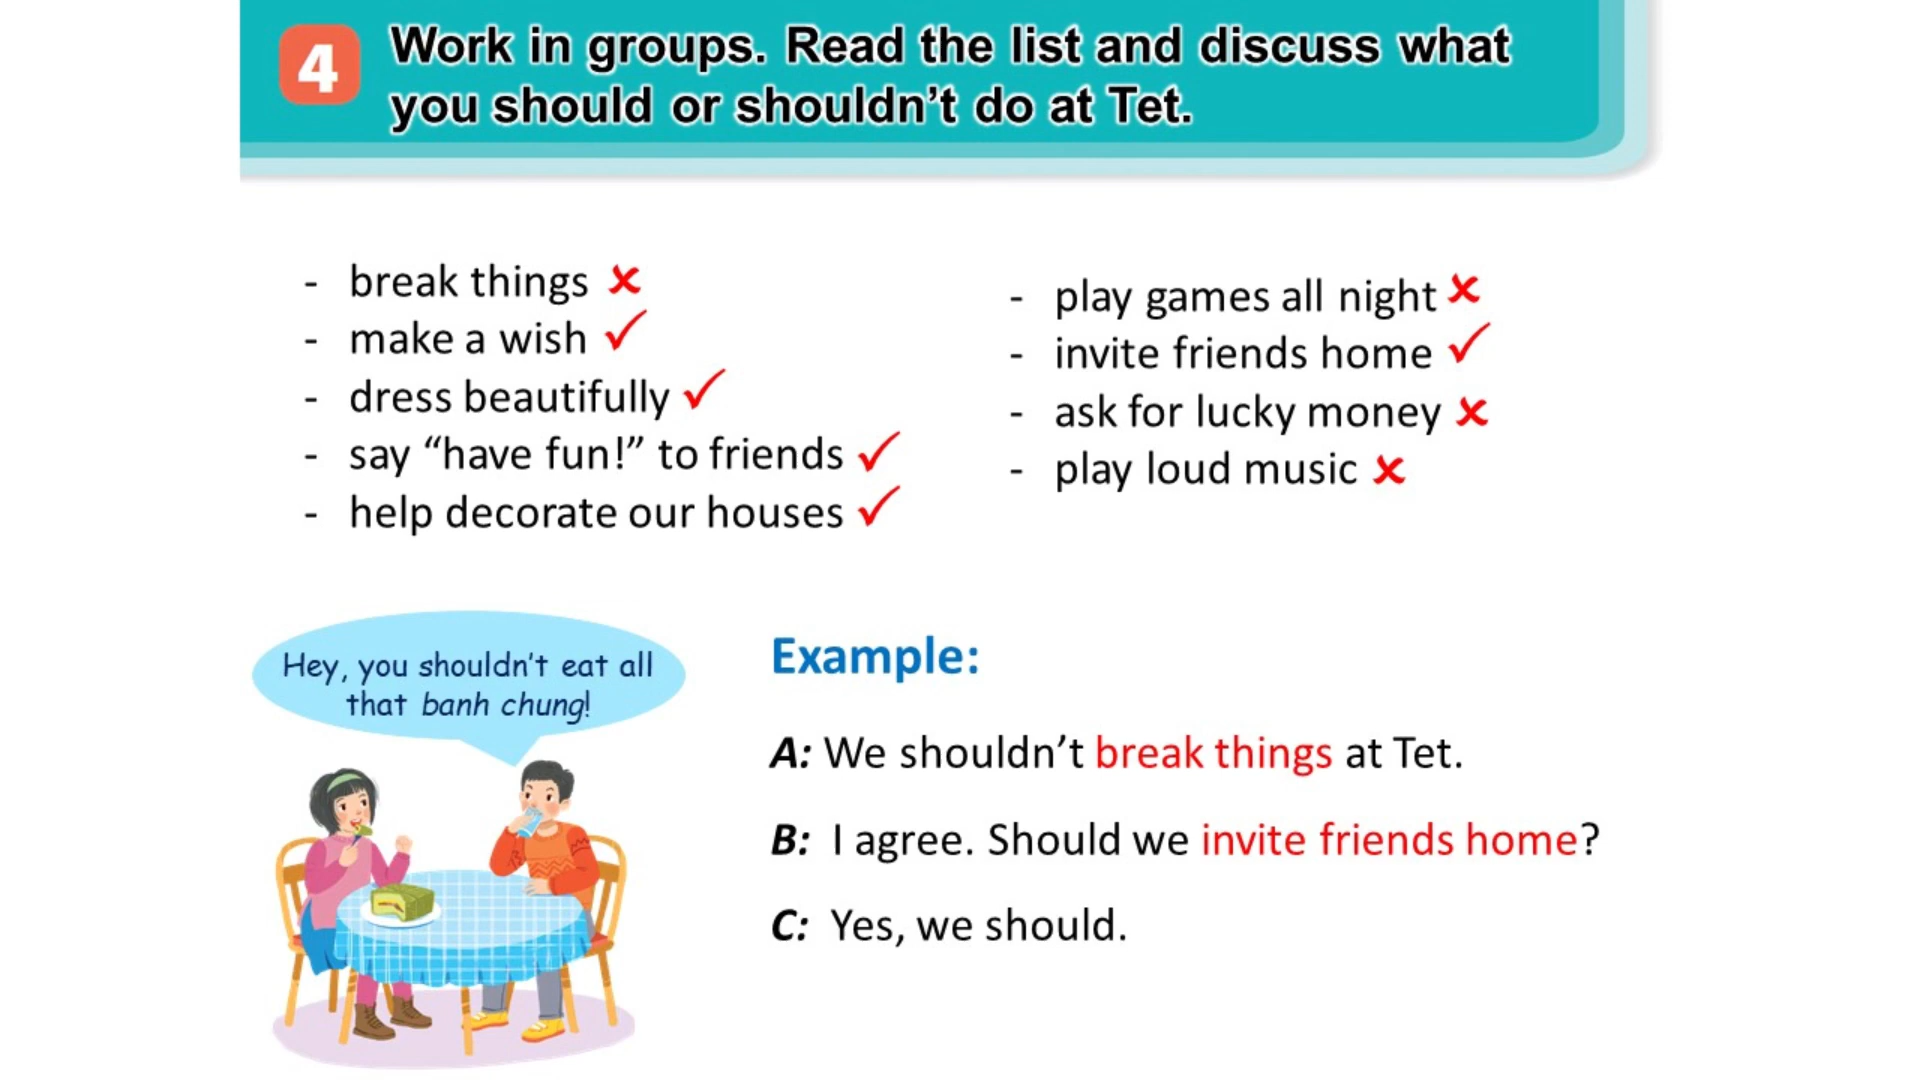 4
Work in groups. Read the list and discuss what
you should or shouldn't do at Tet.
- break things ✘
- make a wish ✓
- dress beautifully ✓
- say “have fun!” to friends ✓
- help decorate our houses ✓
- play games all night ✘
- invite friends home ✓
- ask for lucky money ✘
- play loud music ✘
Hey, you shouldn't eat all
that banh chung!
Example:
A: We shouldn't break things at Tet.
B: I agree. Should we invite friends home?
C: Yes, we should.